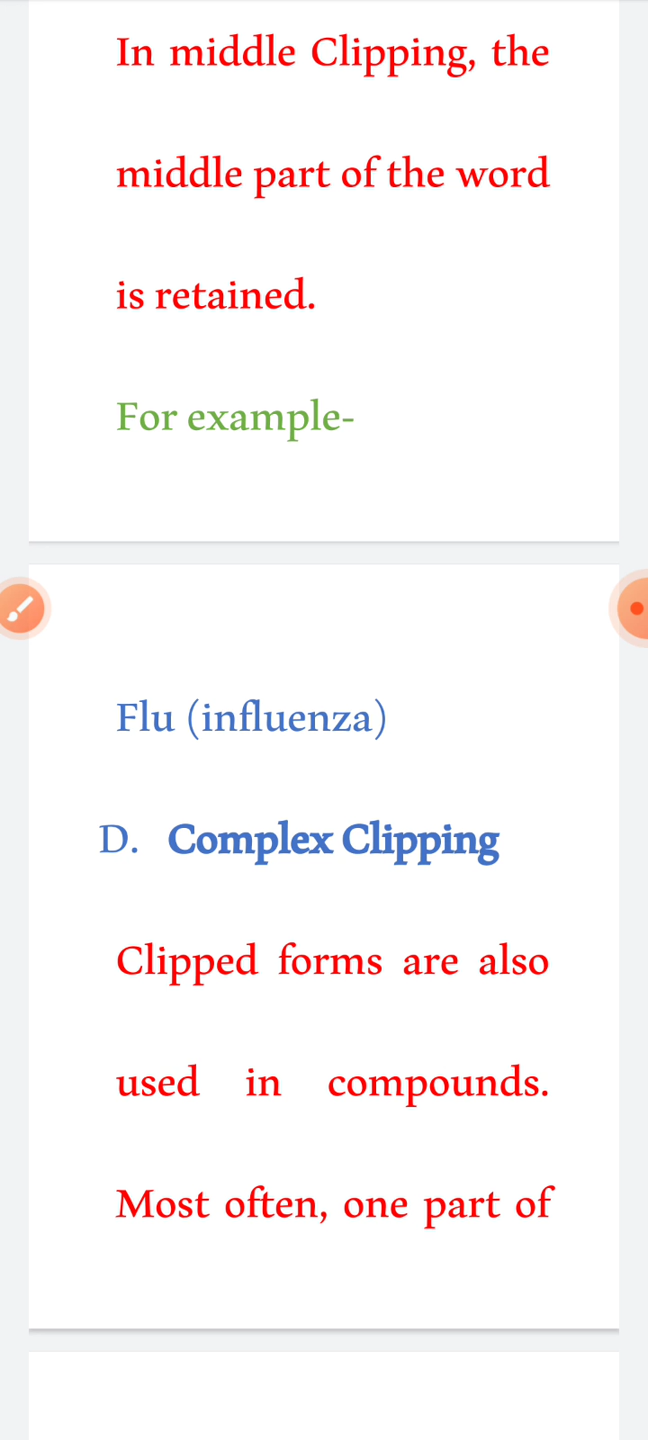 In middle Clipping, the
middle part of the word
is retained.
For example-
Flu (influenza)
D. Complex Clipping
Clipped forms are also
used in compounds.
Most often, one part of